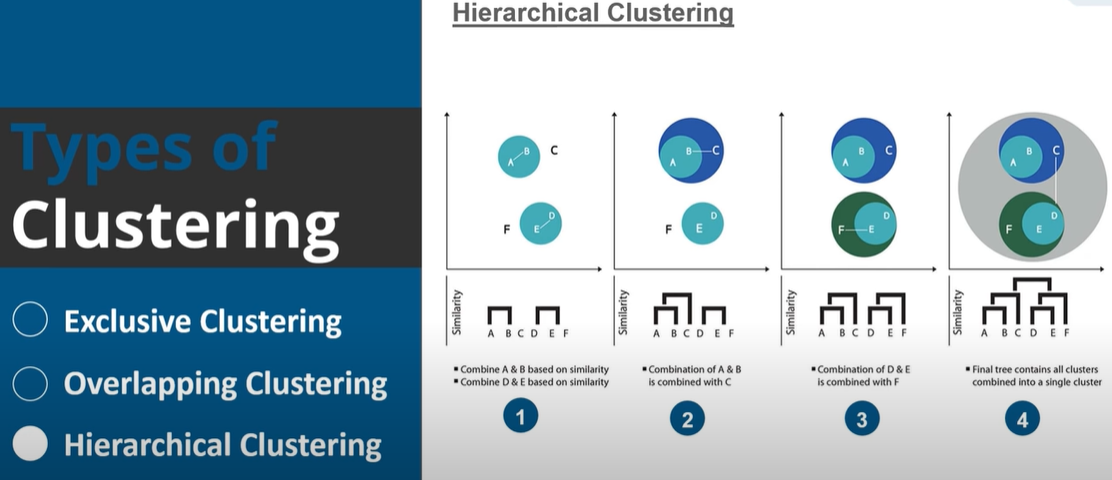 Hierarchical Clustering
Types of
Clustering
Exclusive Clustering
Overlapping Clustering
Hierarchical Clustering
A B C
F E D
Similarity
A B C D E F
▪ Combine A & B based on similarity
▪ Combine D & E based on similarity
1
A B C
F E D
Similarity
A B C D E F
▪ Combination of A & B
is combined with C
2
A B C
F E D
Similarity
A B C D E F
▪ Combination of D & E
is combined with F
3
A B C
F E D
Similarity
A B C D E F
▪ Final tree contains all clusters
combined into a single cluster
4